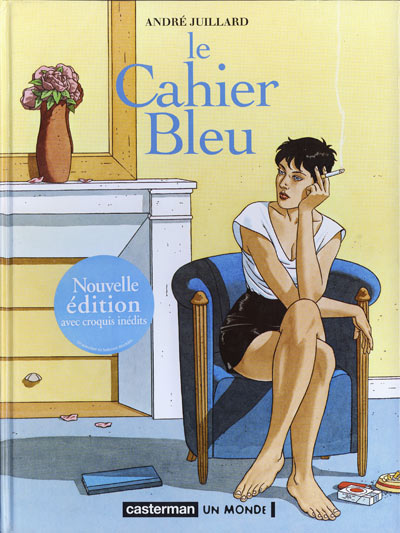 ANDRÉ JUILLARD
le
Cahier
Bleu
Nouvelle
édition
avec croquis inédits
casterman UN MONDE